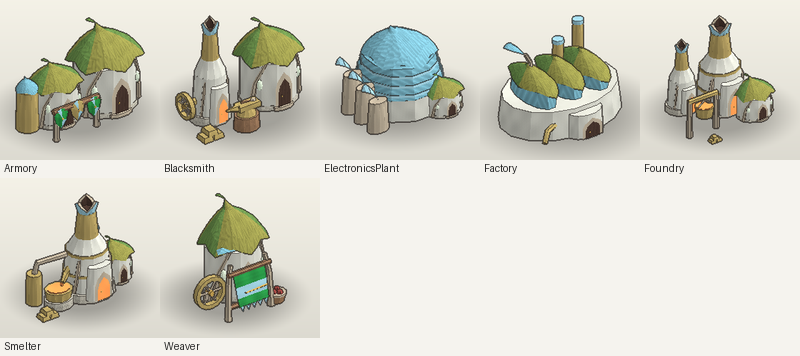 Armory
Blacksmith
ElectronicsPlant
Factory
Foundry
Smelter
Weaver